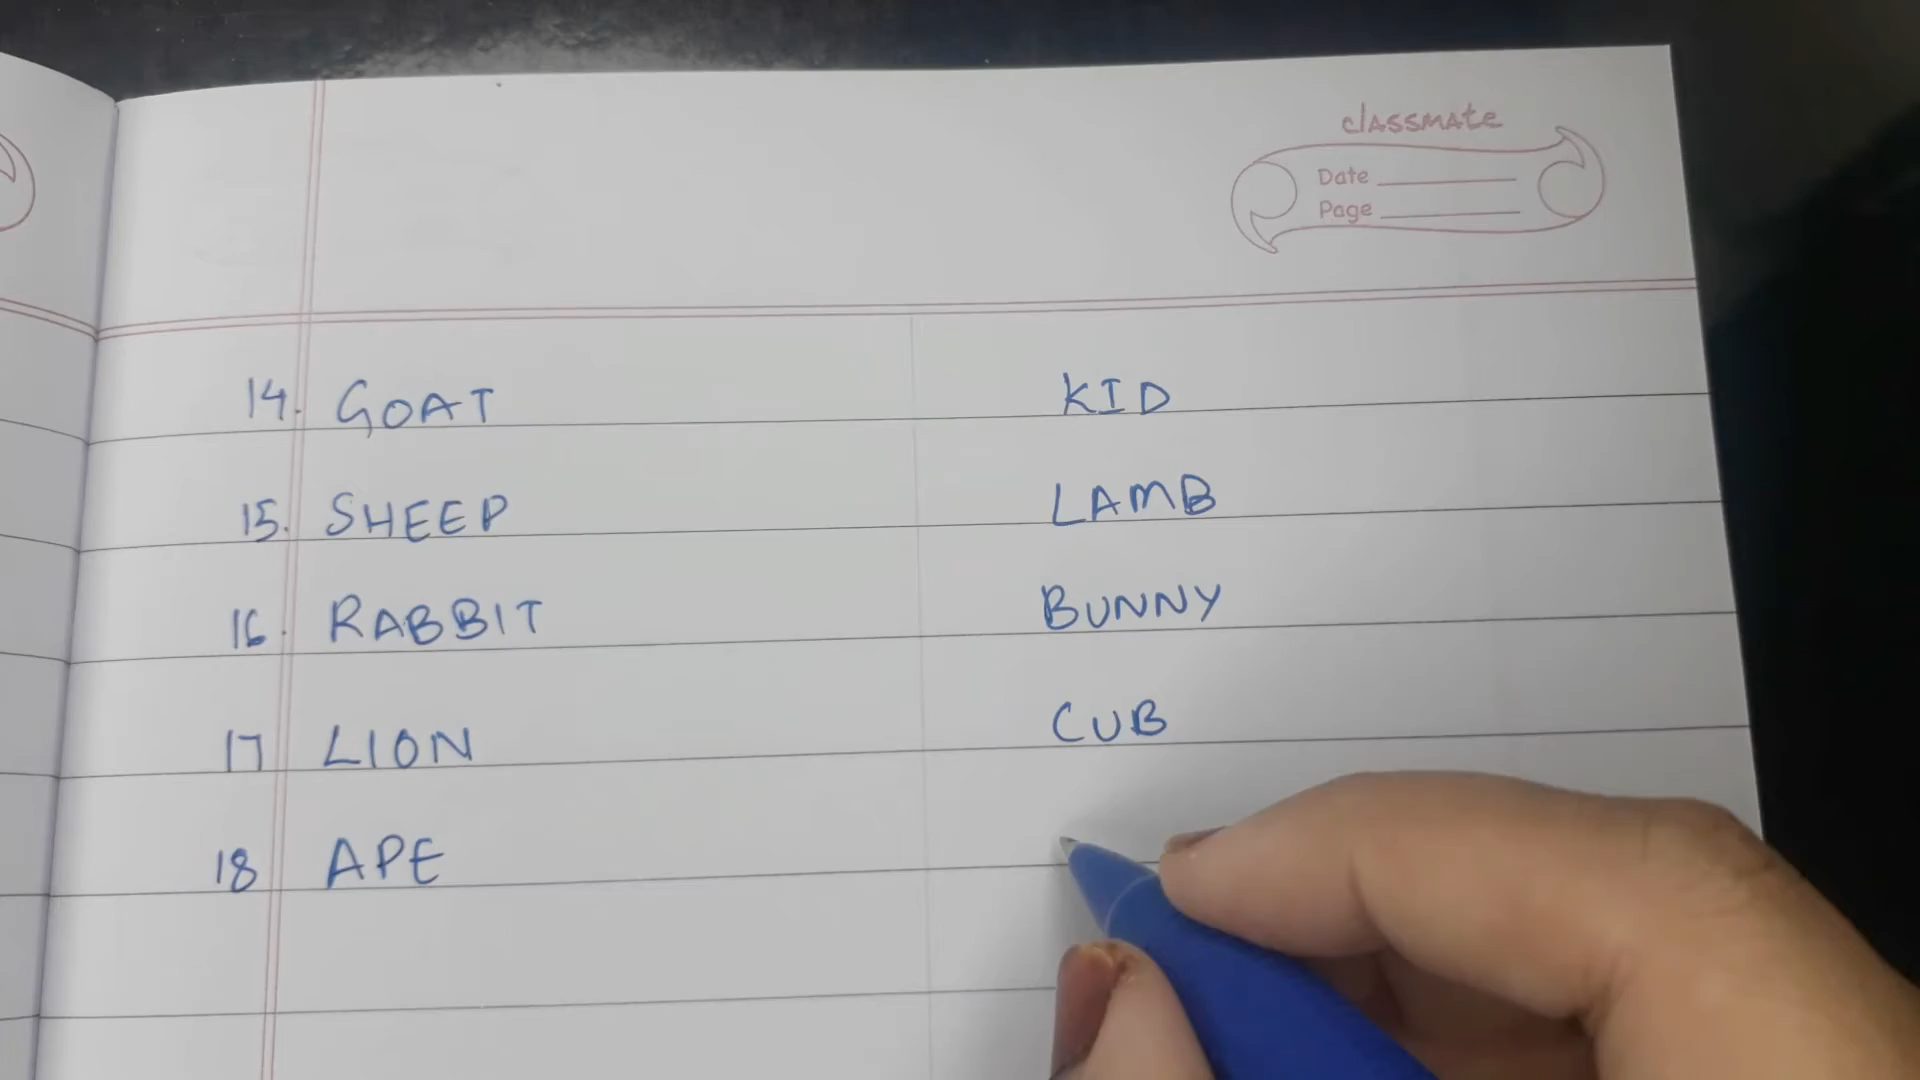 classmate
Date
Page
14. GOAT KID
15. SHEEP LAMB
16. RABBIT BUNNY
17 LION CUB
18 APE